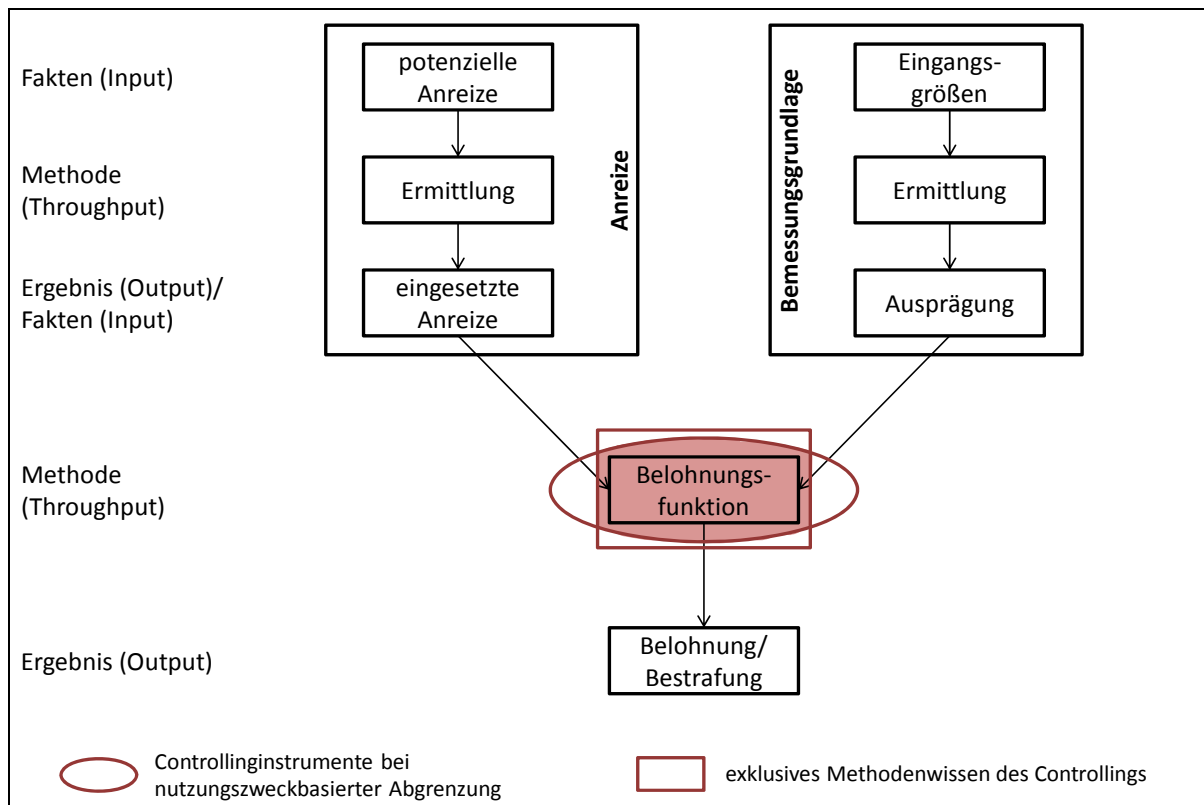 Fakten (Input)
potenzielle
Anreize
Eingangs-
größen
Methode
(Throughput)
Ermittlung
Anreize
Bemessungsgrundlage
Ermittlung
Ergebnis (Output)/
Fakten (Input)
eingesetzte
Anreize
Ausprägung
Methode
(Throughput)
Belohnungs-
funktion
Ergebnis (Output)
Belohnung/
Bestrafung
Controllinginstrumente bei
nutzungszweckbasierter Abgrenzung
exklusives Methodenwissen des Controllings